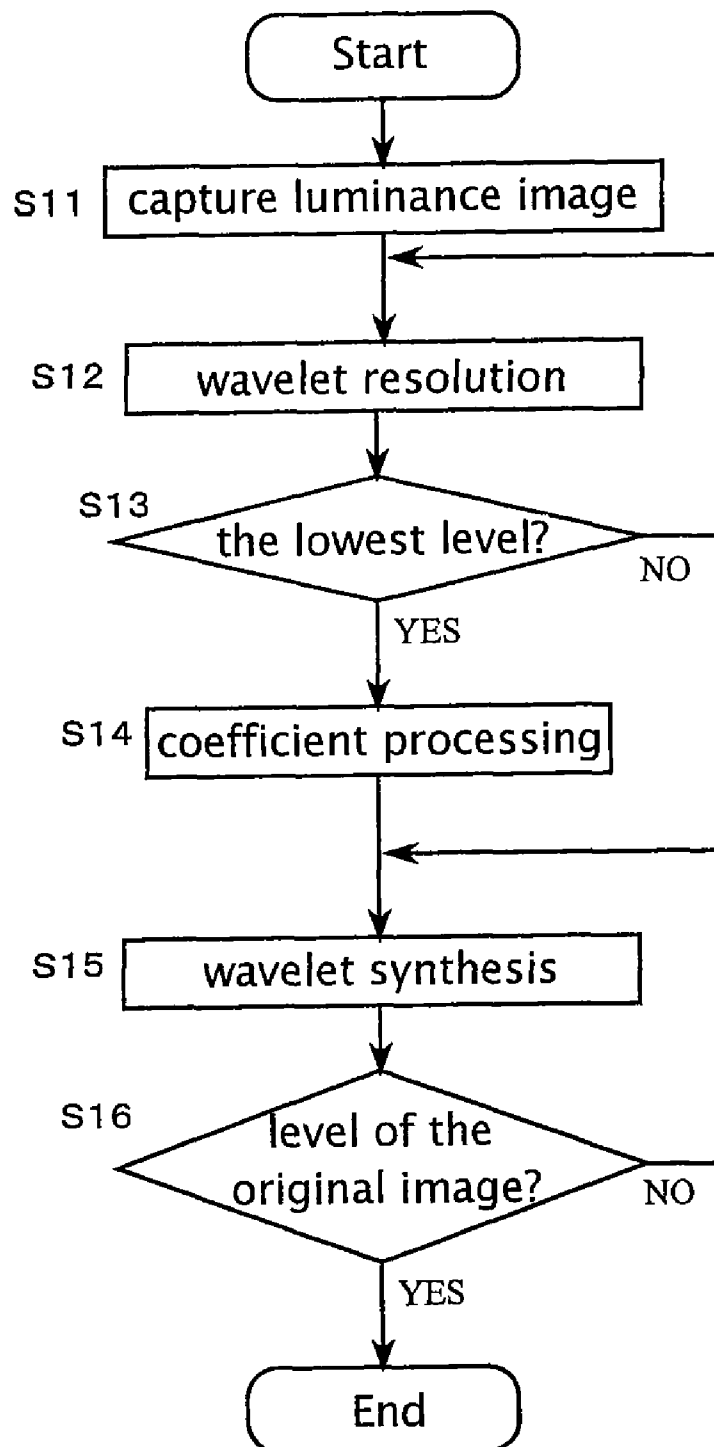 Start
S11 capture luminance image
S12 wavelet resolution
S13
the lowest level?
NO
YES
S14 coefficient processing
S15 wavelet synthesis
S16
level of the
original image?
NO
YES
End